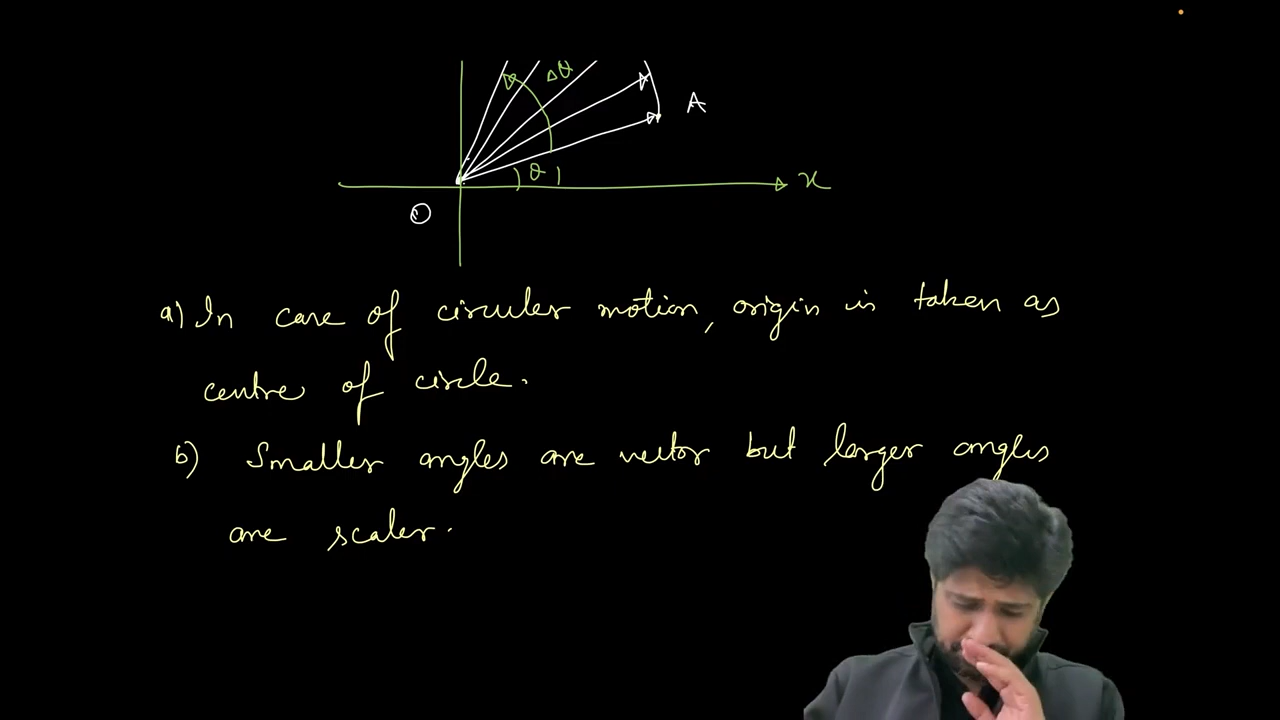 Δθ
A
θ
x
O
a) In case of circular motion, origin is taken as
centre of circle.
b) Smaller angles are vector but larger angles
are scaler.